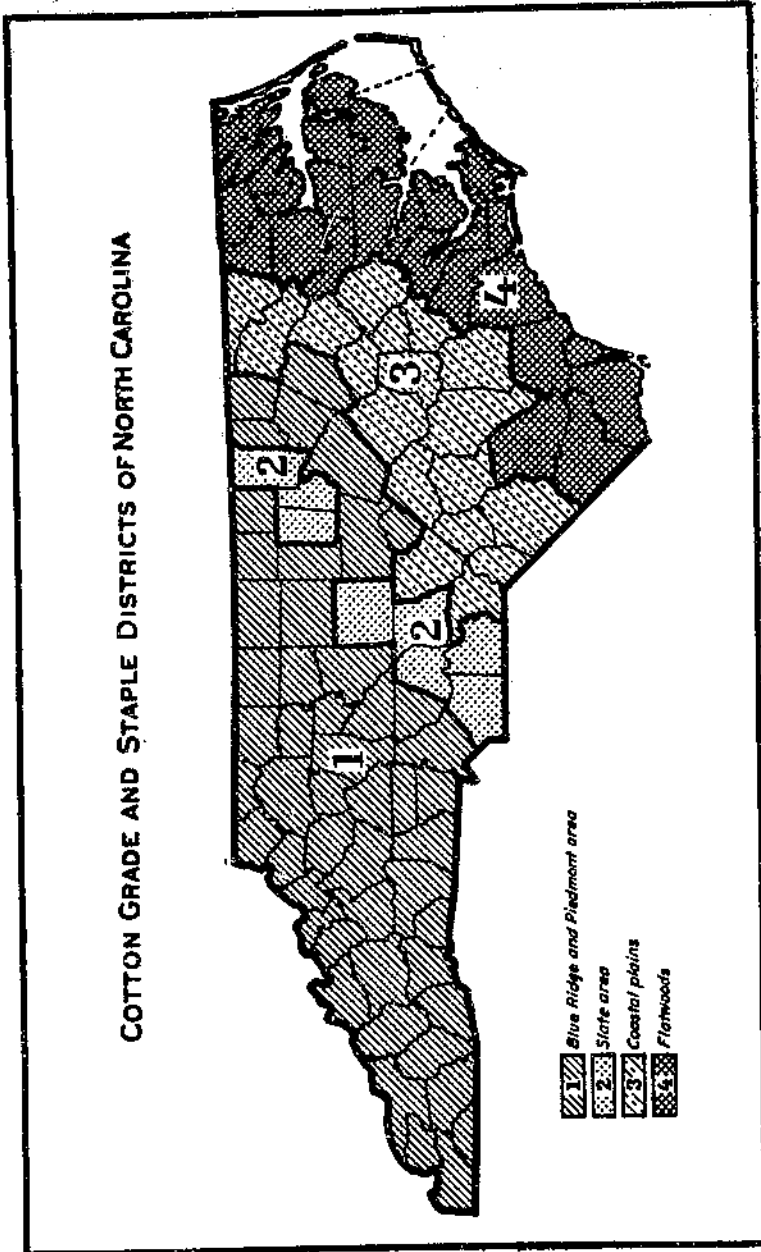 COTTON GRADE AND STAPLE DISTRICTS OF NORTH CAROLINA
1
2
2
3
4
1 Blue Ridge and Piedmont area
2 Slate area
3 Coastal plains
4 Flatwoods